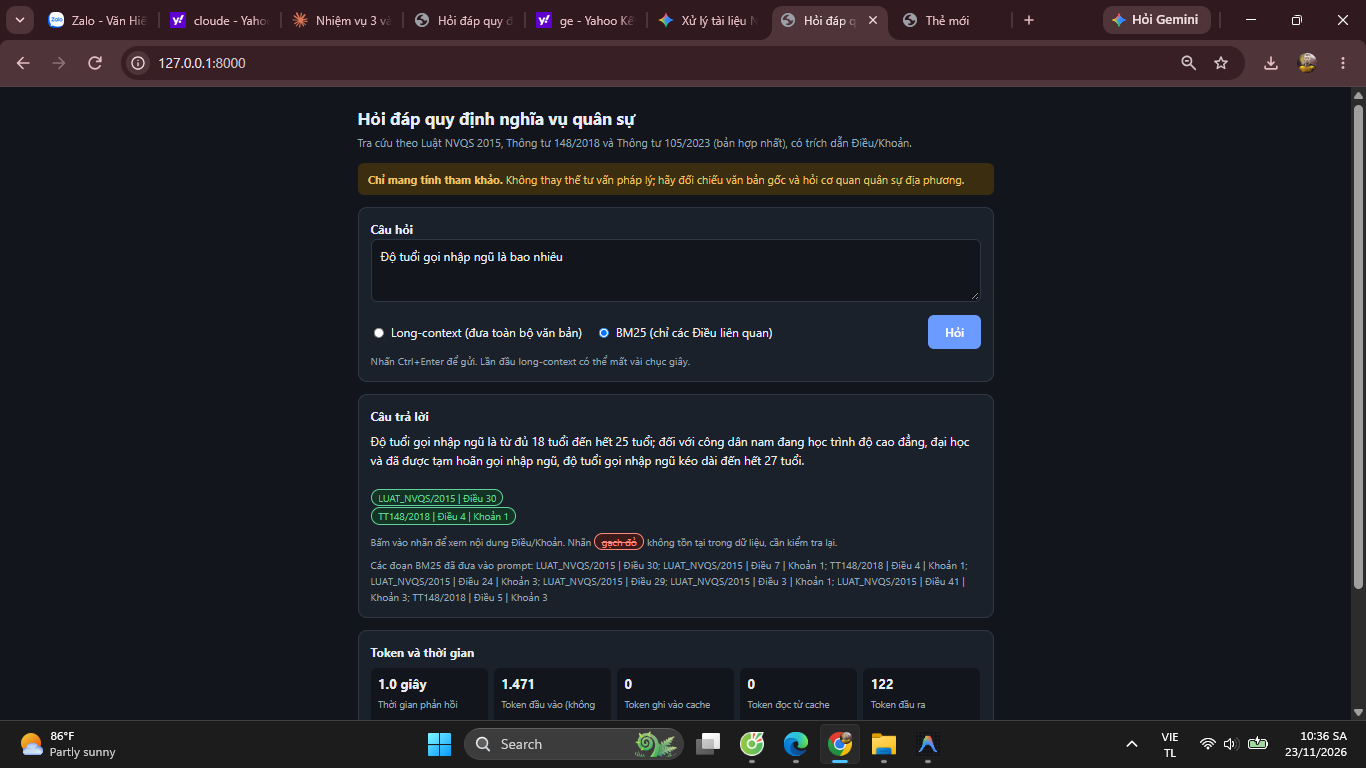 Zalo - Văn Hiế
cloude - Yaho
Nhiệm vụ 3 và
Hỏi đáp quy đ
ge - Yahoo Kế
Xử lý tài liệu N
Hỏi đáp q
Thẻ mới
Hỏi Gemini
127.0.0.1:8000
Hỏi đáp quy định nghĩa vụ quân sự
Tra cứu theo Luật NVQS 2015, Thông tư 148/2018 và Thông tư 105/2023 (bản hợp nhất), có trích dẫn Điều/Khoản.
Chỉ mang tính tham khảo. Không thay thế tư vấn pháp lý; hãy đối chiếu văn bản gốc và hỏi cơ quan quân sự địa phương.
Câu hỏi
Độ tuổi gọi nhập ngũ là bao nhiêu
Long-context (đưa toàn bộ văn bản) BM25 (chỉ các Điều liên quan) Hỏi
Nhấn Ctrl+Enter để gửi. Lần đầu long-context có thể mất vài chục giây.
Câu trả lời
Độ tuổi gọi nhập ngũ là từ đủ 18 tuổi đến hết 25 tuổi; đối với công dân nam đang học trình độ cao đẳng, đại học
và đã được tạm hoãn gọi nhập ngũ, độ tuổi gọi nhập ngũ kéo dài đến hết 27 tuổi.
LUAT_NVQS/2015 | Điều 30
TT148/2018 | Điều 4 | Khoản 1
Bấm vào nhãn để xem nội dung Điều/Khoản. Nhãn gạch đỏ không tồn tại trong dữ liệu, cần kiểm tra lại.
Các đoạn BM25 đã đưa vào prompt: LUAT_NVQS/2015 | Điều 30; LUAT_NVQS/2015 | Điều 7 | Khoản 1; TT148/2018 | Điều 4 | Khoản 1;
LUAT_NVQS/2015 | Điều 24 | Khoản 3; LUAT_NVQS/2015 | Điều 29; LUAT_NVQS/2015 | Điều 3 | Khoản 1; LUAT_NVQS/2015 | Điều 41 |
Khoản 3; TT148/2018 | Điều 5 | Khoản 3
Token và thời gian
1.0 giây 1.471 0 0 122
Thời gian phản hồi Token đầu vào (không Token ghi vào cache Token đọc từ cache Token đầu ra
86°F
Partly sunny
Search
VIE
TL
10:36 SA
23/11/2026